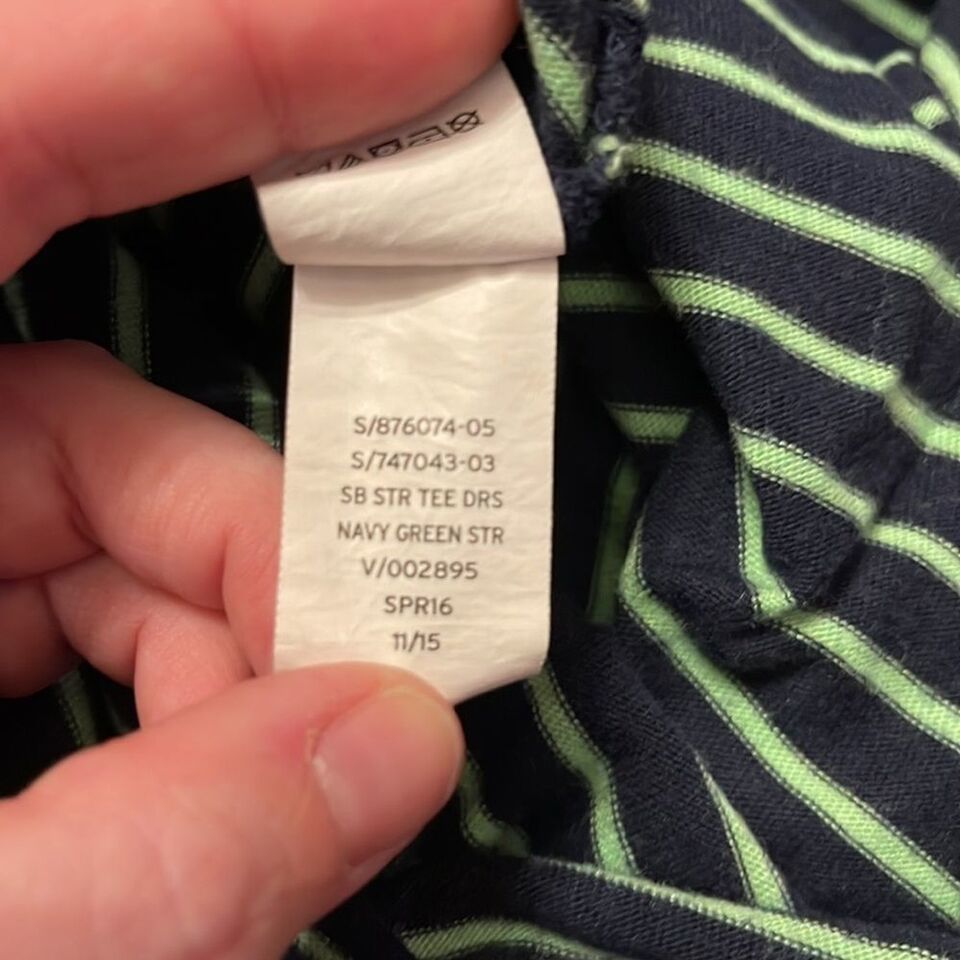 S/876074-05
S/747043-03
SB STR TEE DRS
NAVY GREEN STR
V/002895
SPR16
11/15